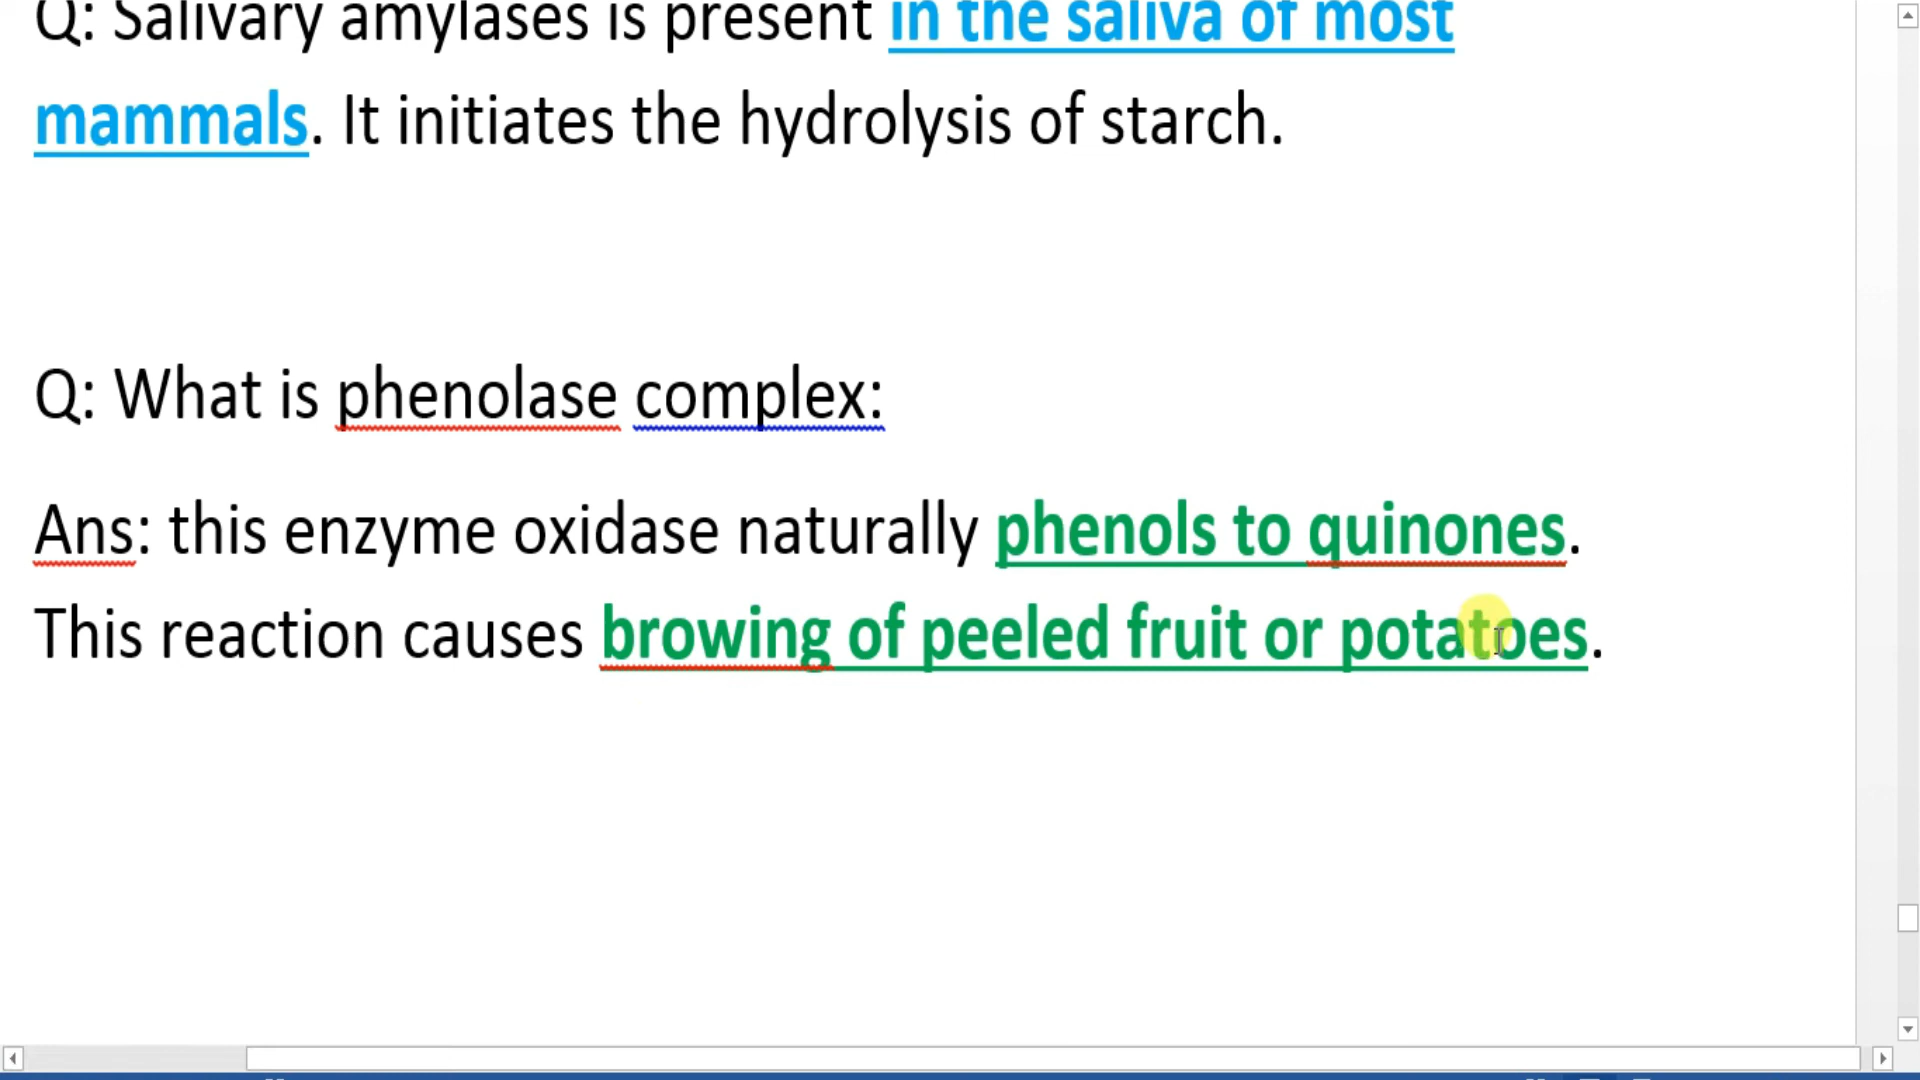 Q: Salivary amylases is present in the saliva of most
mammals. It initiates the hydrolysis of starch.
Q: What is phenolase complex:
Ans: this enzyme oxidase naturally phenols to quinones.
This reaction causes browing of peeled fruit or potatoes.